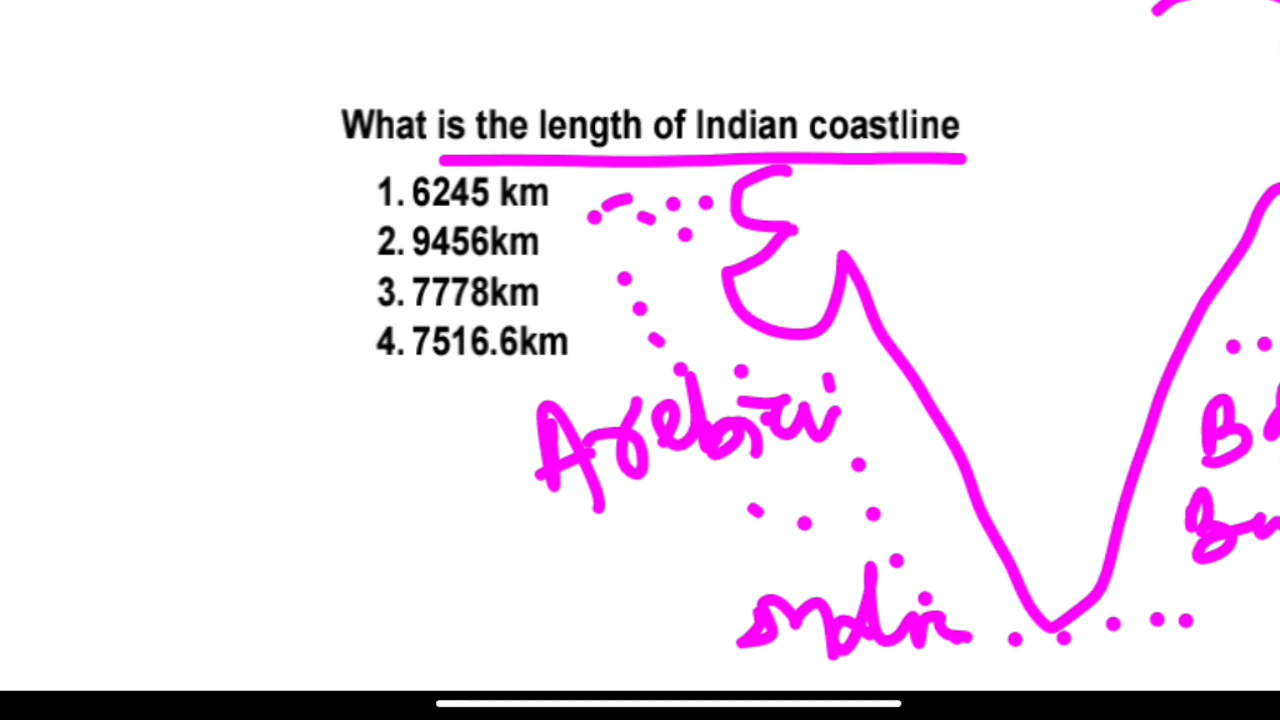 What is the length of Indian coastline
1. 6245 km
2. 9456km
3. 7778km
4. 7516.6km
B